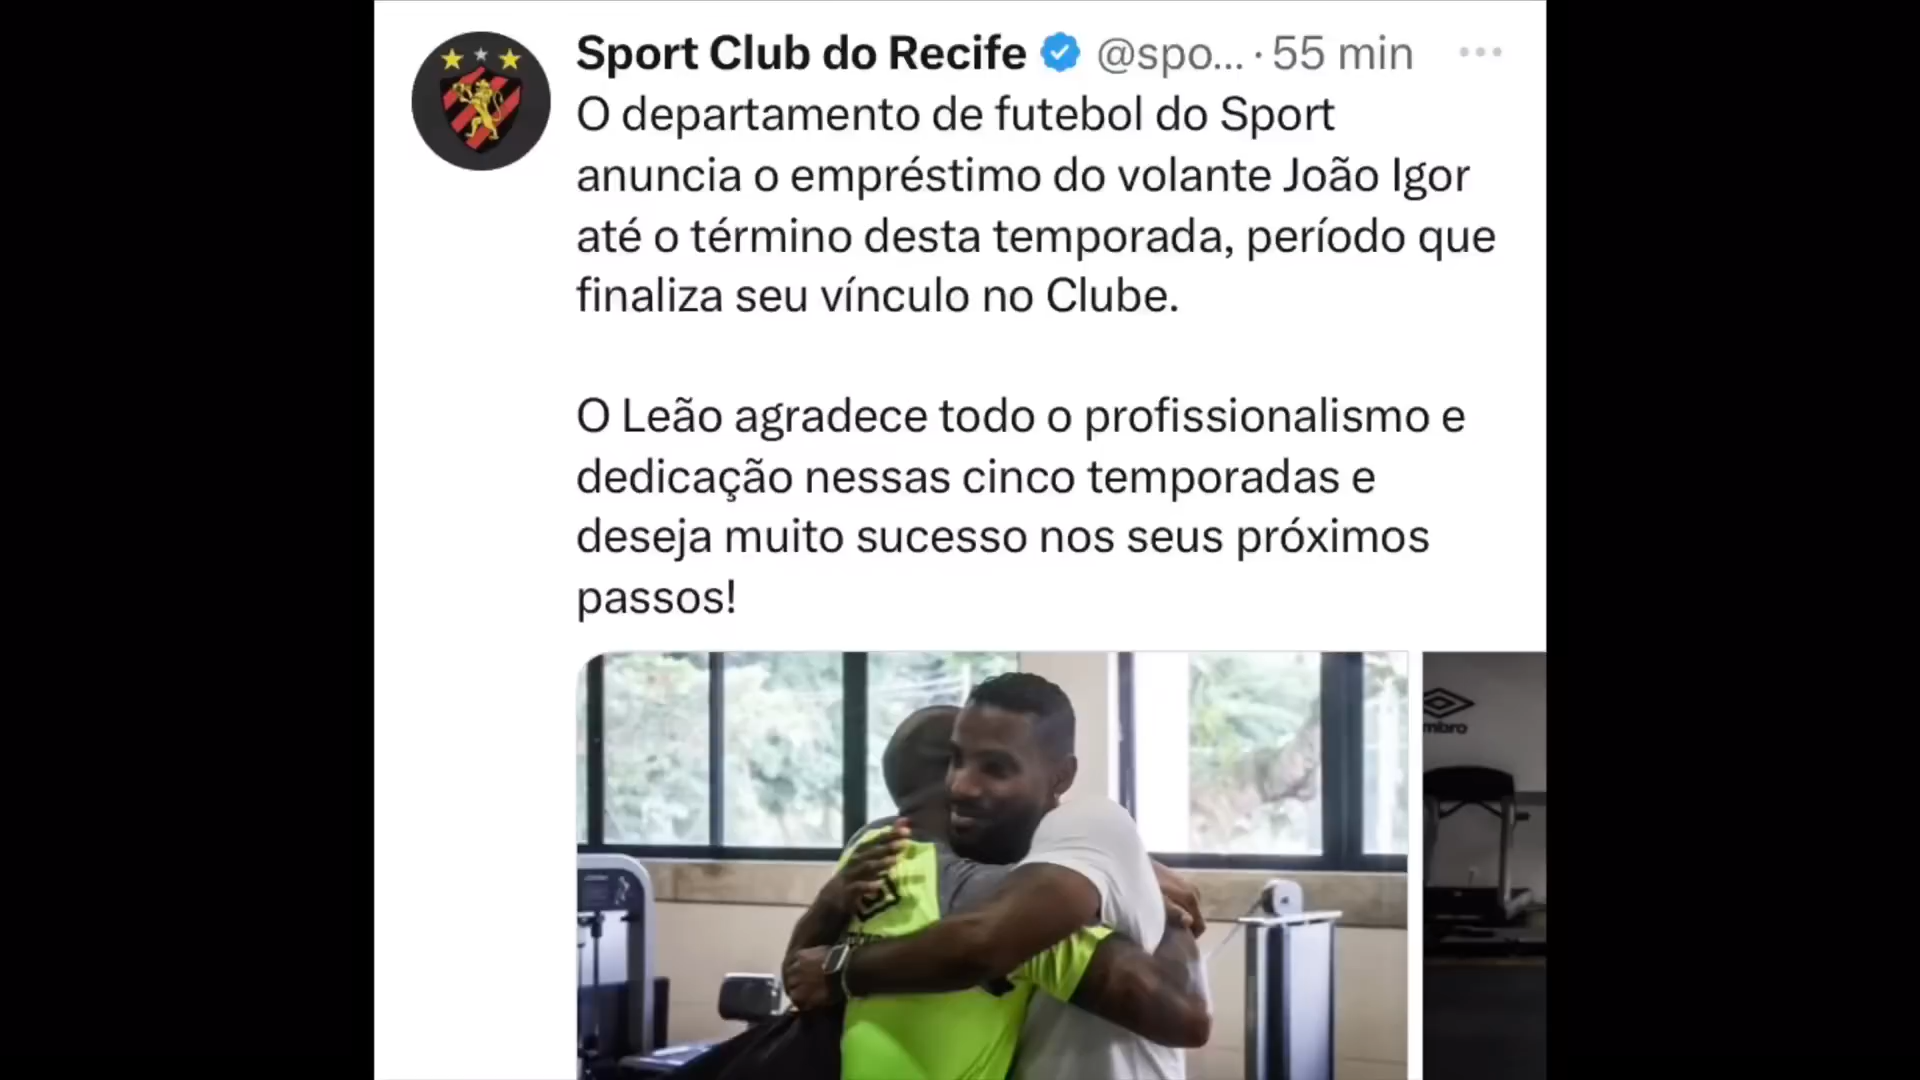 Sport Club do Recife @spo... · 55 min
O departamento de futebol do Sport
anuncia o empréstimo do volante João Igor
até o término desta temporada, período que
finaliza seu vínculo no Clube.
O Leão agradece todo o profissionalismo e
dedicação nessas cinco temporadas e
deseja muito sucesso nos seus próximos
passos!
mbro